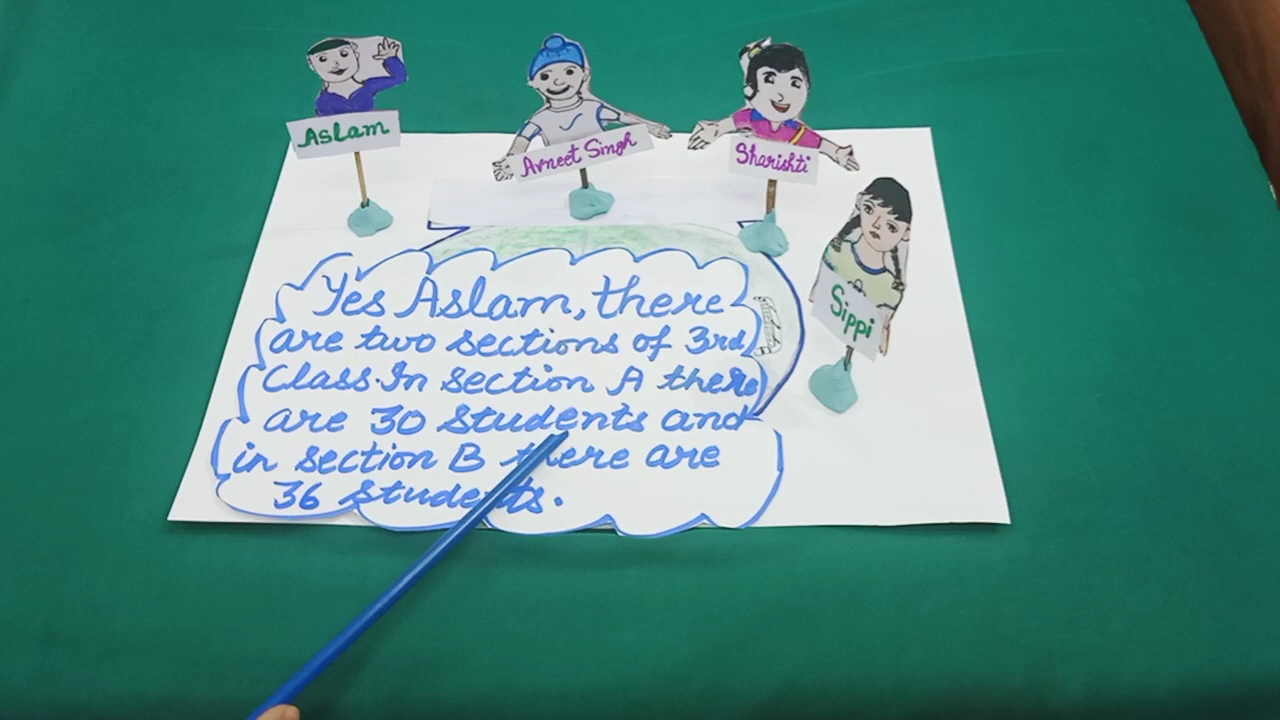 Aslam
Avneet Singh
Sharishti
Sippi
Yes Aslam, there
are two sections of 3rd
Class. In section A there
are 30 students and
in section B there are
36 students.